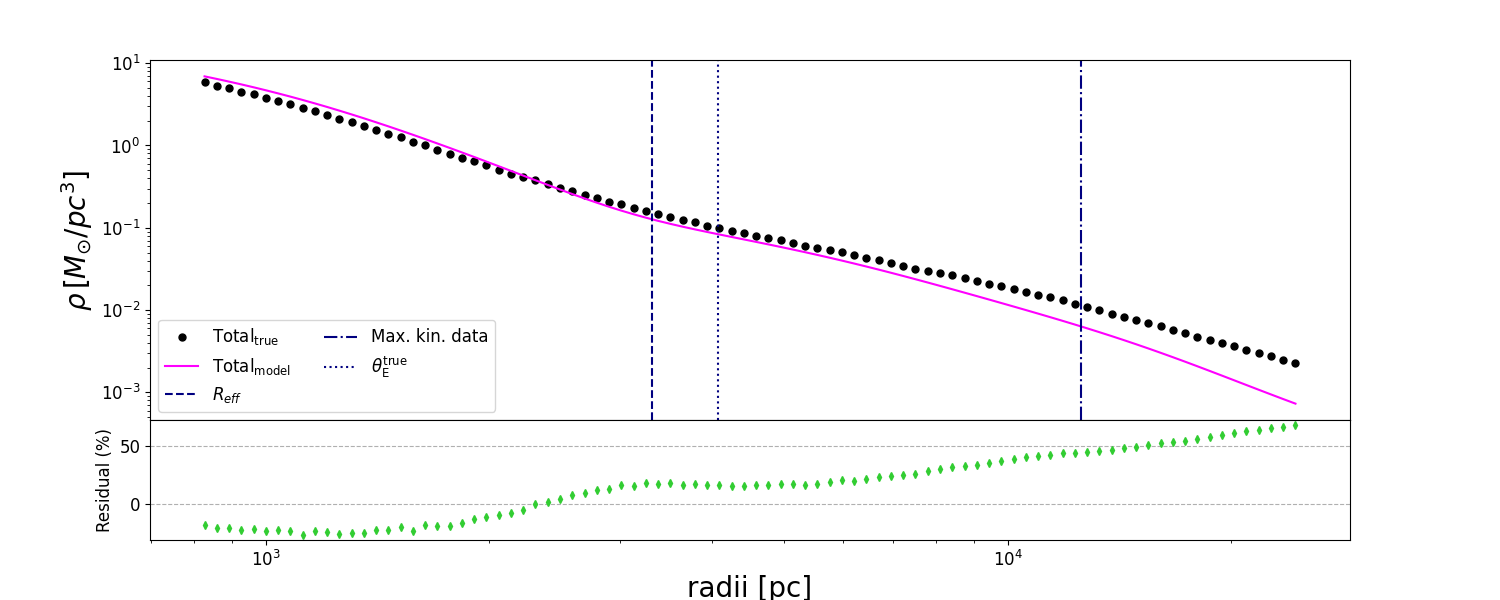 10¹
10⁰
10⁻¹
10⁻²
10⁻³
ρ [M⊙/pc³]
Total_true
Total_model
R_eff
Max. kin. data
θ_E^true
50
0
Residual (%)
10³
10⁴
radii [pc]